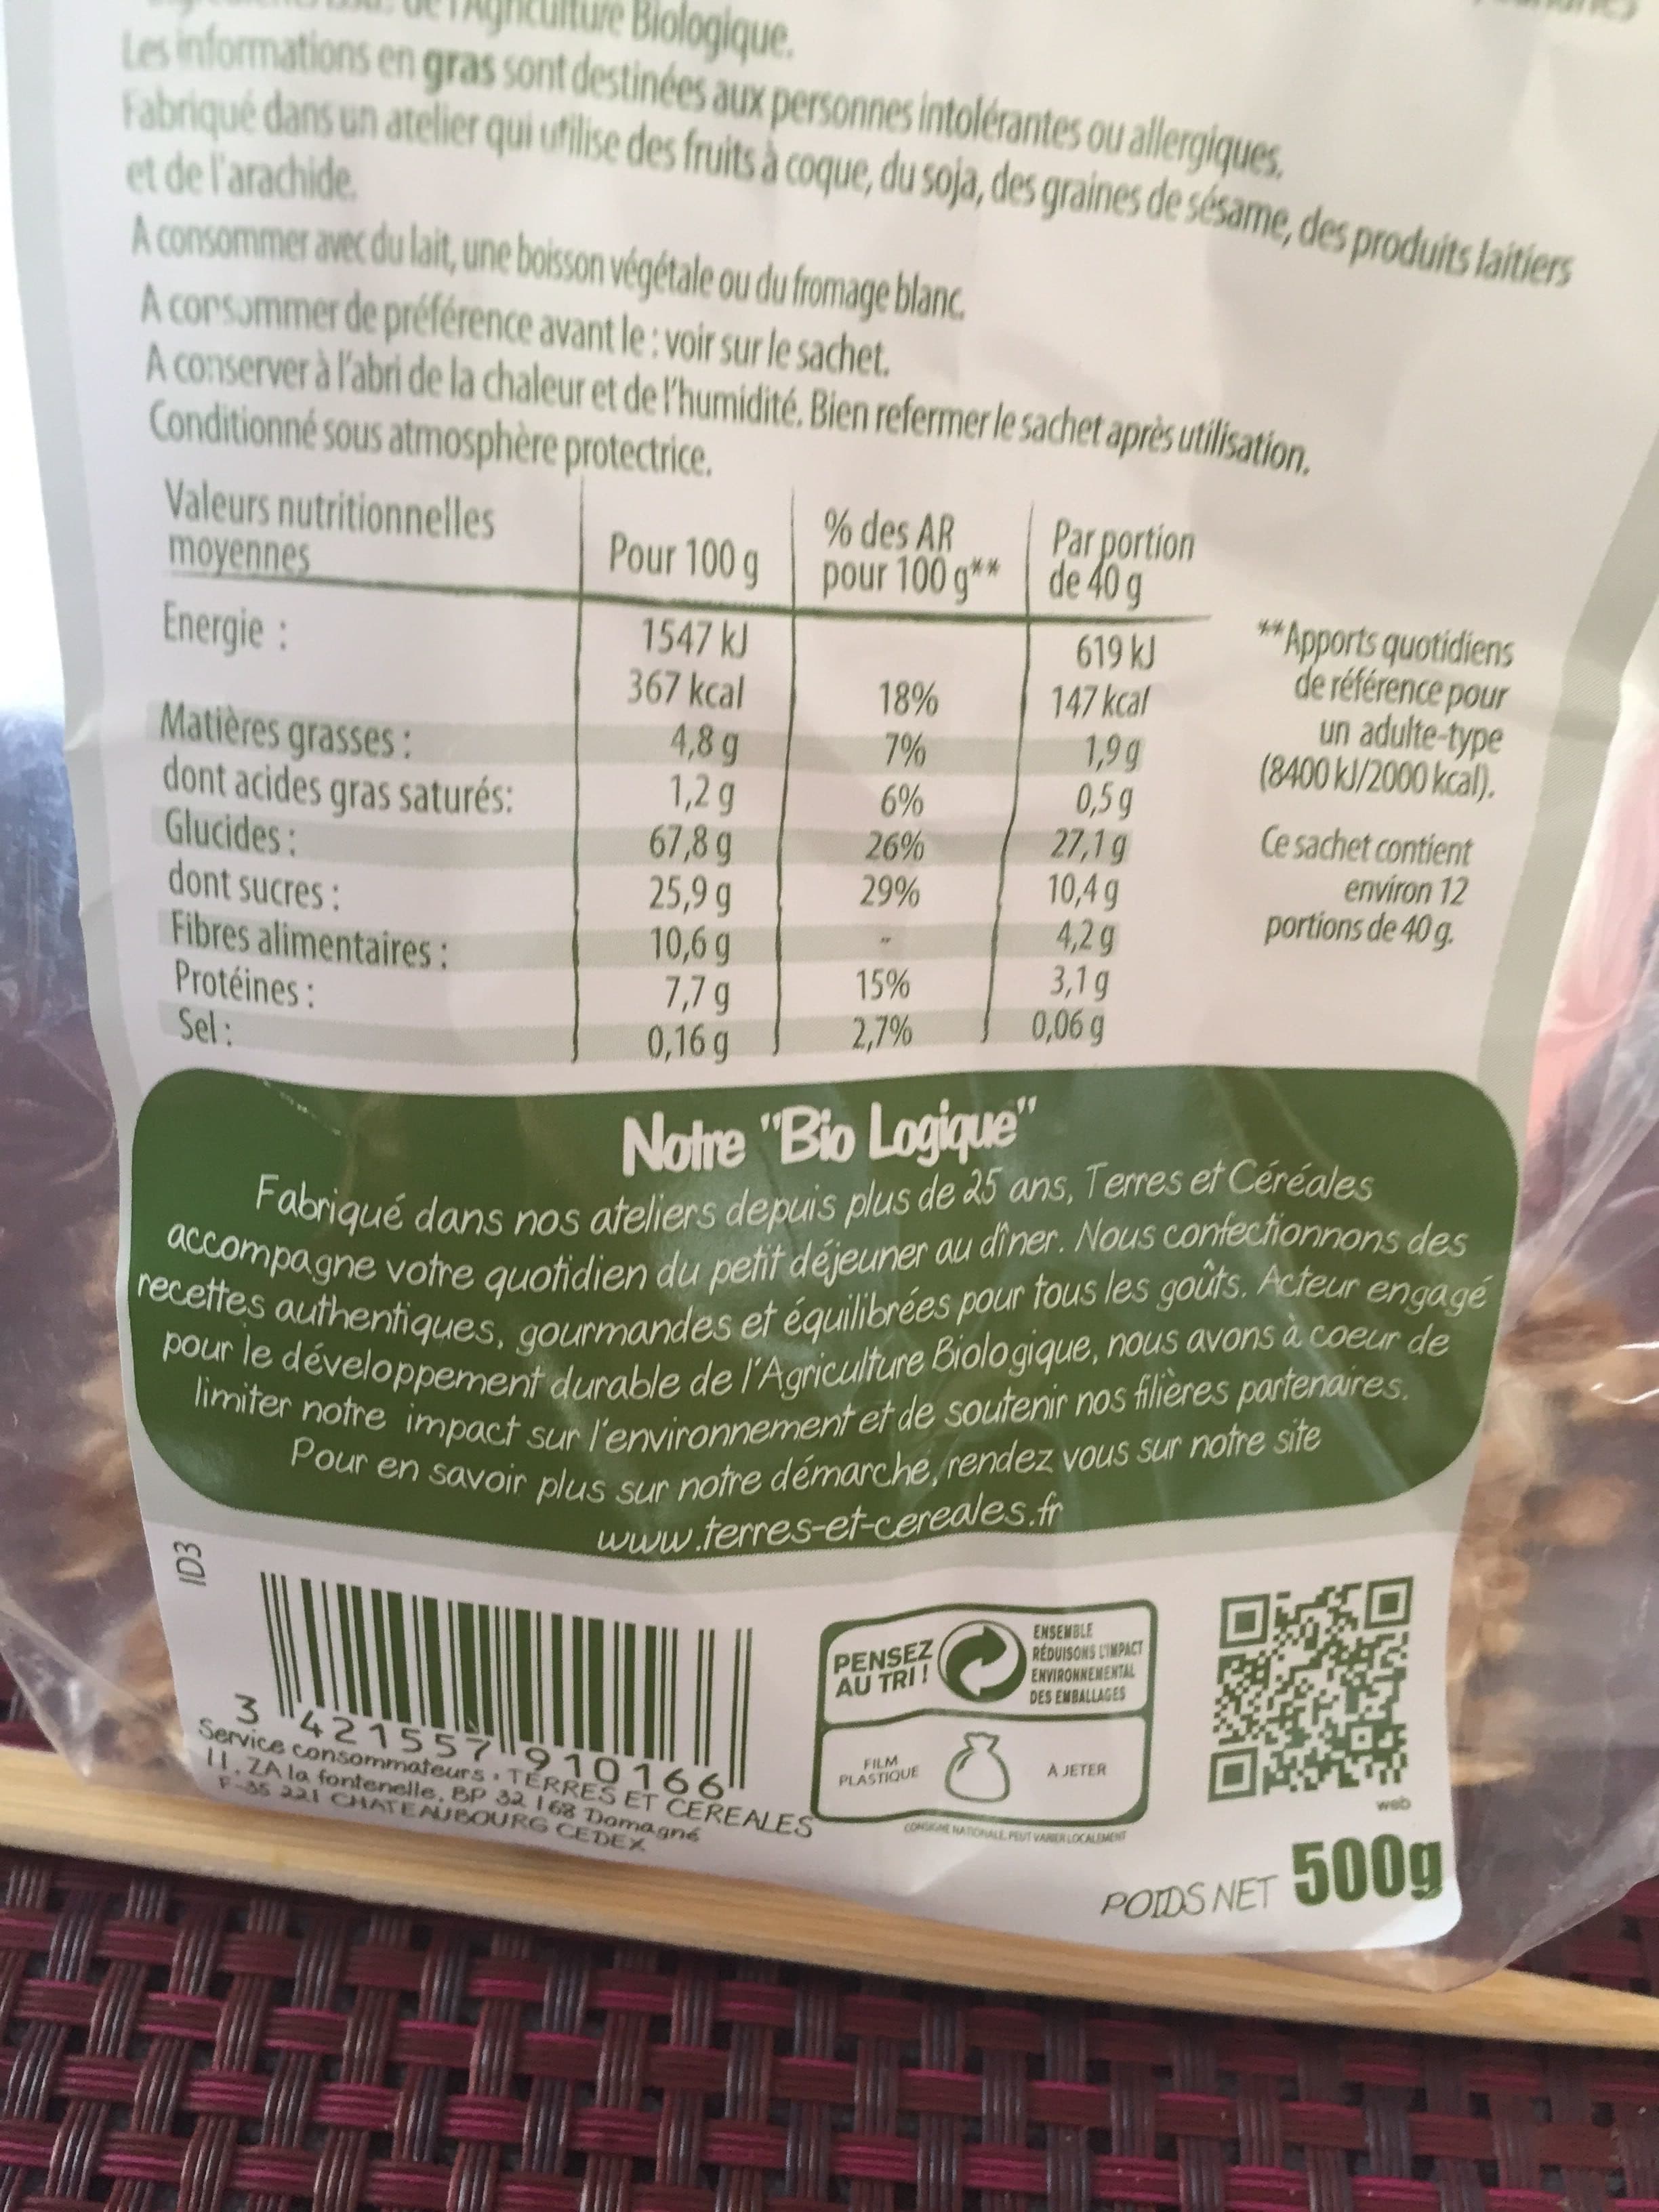 de l'Agriculture Biologique.
Les informations en gras sont destinées aux personnes intolérantes ou allergiques.
Fabriqué dans un atelier qui utilise des fruits à coque, du soja, des graines de sésame, des produits laitiers
et de l'arachide.
A consommer avec du lait, une boisson végétale ou du fromage blanc.
A consommer de préférence avant le : voir sur le sachet.
A conserver à l'abri de la chaleur et de l'humidité. Bien refermer le sachet après utilisation.
Conditionné sous atmosphère protectrice.
Valeurs nutritionnelles moyennes | Pour 100 g | % des AR pour 100 g** | Par portion de 40 g
Energie : 1547 kJ 619 kJ
367 kcal 18% 147 kcal
Matières grasses : 4,8 g 7% 1,9 g
dont acides gras saturés: 1,2 g 6% 0,5 g
Glucides : 67,8 g 26% 27,1 g
dont sucres : 25,9 g 29% 10,4 g
Fibres alimentaires : 10,6 g - 4,2 g
Protéines : 7,7 g 15% 3,1 g
Sel : 0,16 g 2,7% 0,06 g
**Apports quotidiens
de référence pour
un adulte-type
(8400 kJ/2000 kcal).
Ce sachet contient
environ 12
portions de 40 g.
Notre "Bio Logique"
Fabriqué dans nos ateliers depuis plus de 25 ans, Terres et Céréales
accompagne votre quotidien du petit déjeuner au dîner. Nous confectionnons des
recettes authentiques, gourmandes et équilibrées pour tous les goûts. Acteur engagé
pour le développement durable de l'Agriculture Biologique, nous avons à coeur de
limiter notre impact sur l'environnement et de soutenir nos filières partenaires.
Pour en savoir plus sur notre démarche, rendez vous sur notre site
www.terres-et-cereales.fr
ID3
3 421557 910166
Service consommateurs : TERRES ET CEREALES
11, ZA la fontenelle, BP 32 168 Domagné
F-35 221 CHATEAUBOURG CEDEX
PENSEZ
AU TRI !
ENSEMBLE
RÉDUISONS L'IMPACT
ENVIRONNEMENTAL
DES EMBALLAGES
FILM
PLASTIQUE
À JETER
CONSIGNE NATIONALE PEUT VARIER LOCALEMENT
web
POIDS NET 500g